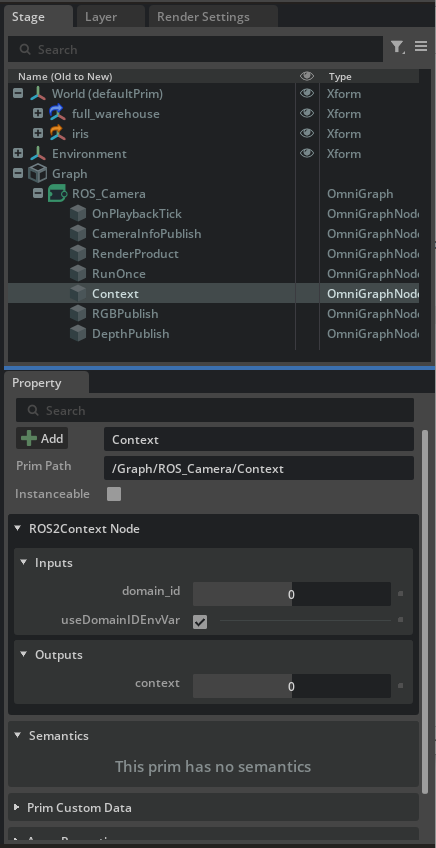 Stage Layer Render Settings
Search
Name (Old to New) Type
World (defaultPrim) Xform
full_warehouse Xform
iris Xform
Environment Xform
Graph
ROS_Camera OmniGraph
OnPlaybackTick OmniGraphNode
CameraInfoPublish OmniGraphNode
RenderProduct OmniGraphNode
RunOnce OmniGraphNode
Context OmniGraphNode
RGBPublish OmniGraphNode
DepthPublish OmniGraphNode
Property
Search
Add Context
Prim Path /Graph/ROS_Camera/Context
Instanceable
ROS2Context Node
Inputs
domain_id 0
useDomainIDEnvVar
Outputs
context 0
Semantics
This prim has no semantics
Prim Custom Data